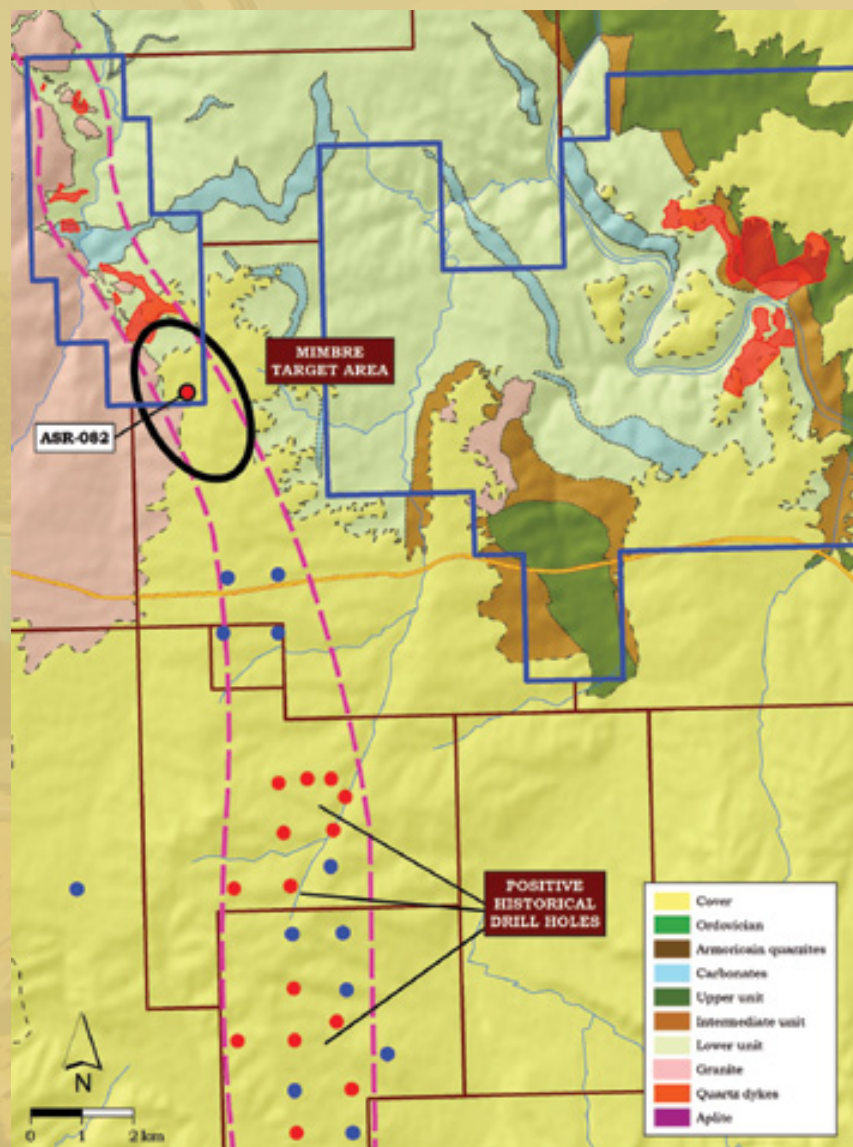 MIMBRE
TARGET AREA
ASR-082
POSITIVE
HISTORICAL
DRILL HOLES
Cover
Ordovician
Armoricain quarzites
Carbonates
Upper unit
Intermediate unit
Lower unit
Granite
Quartz dykes
Aplite
N
0 1 2 km